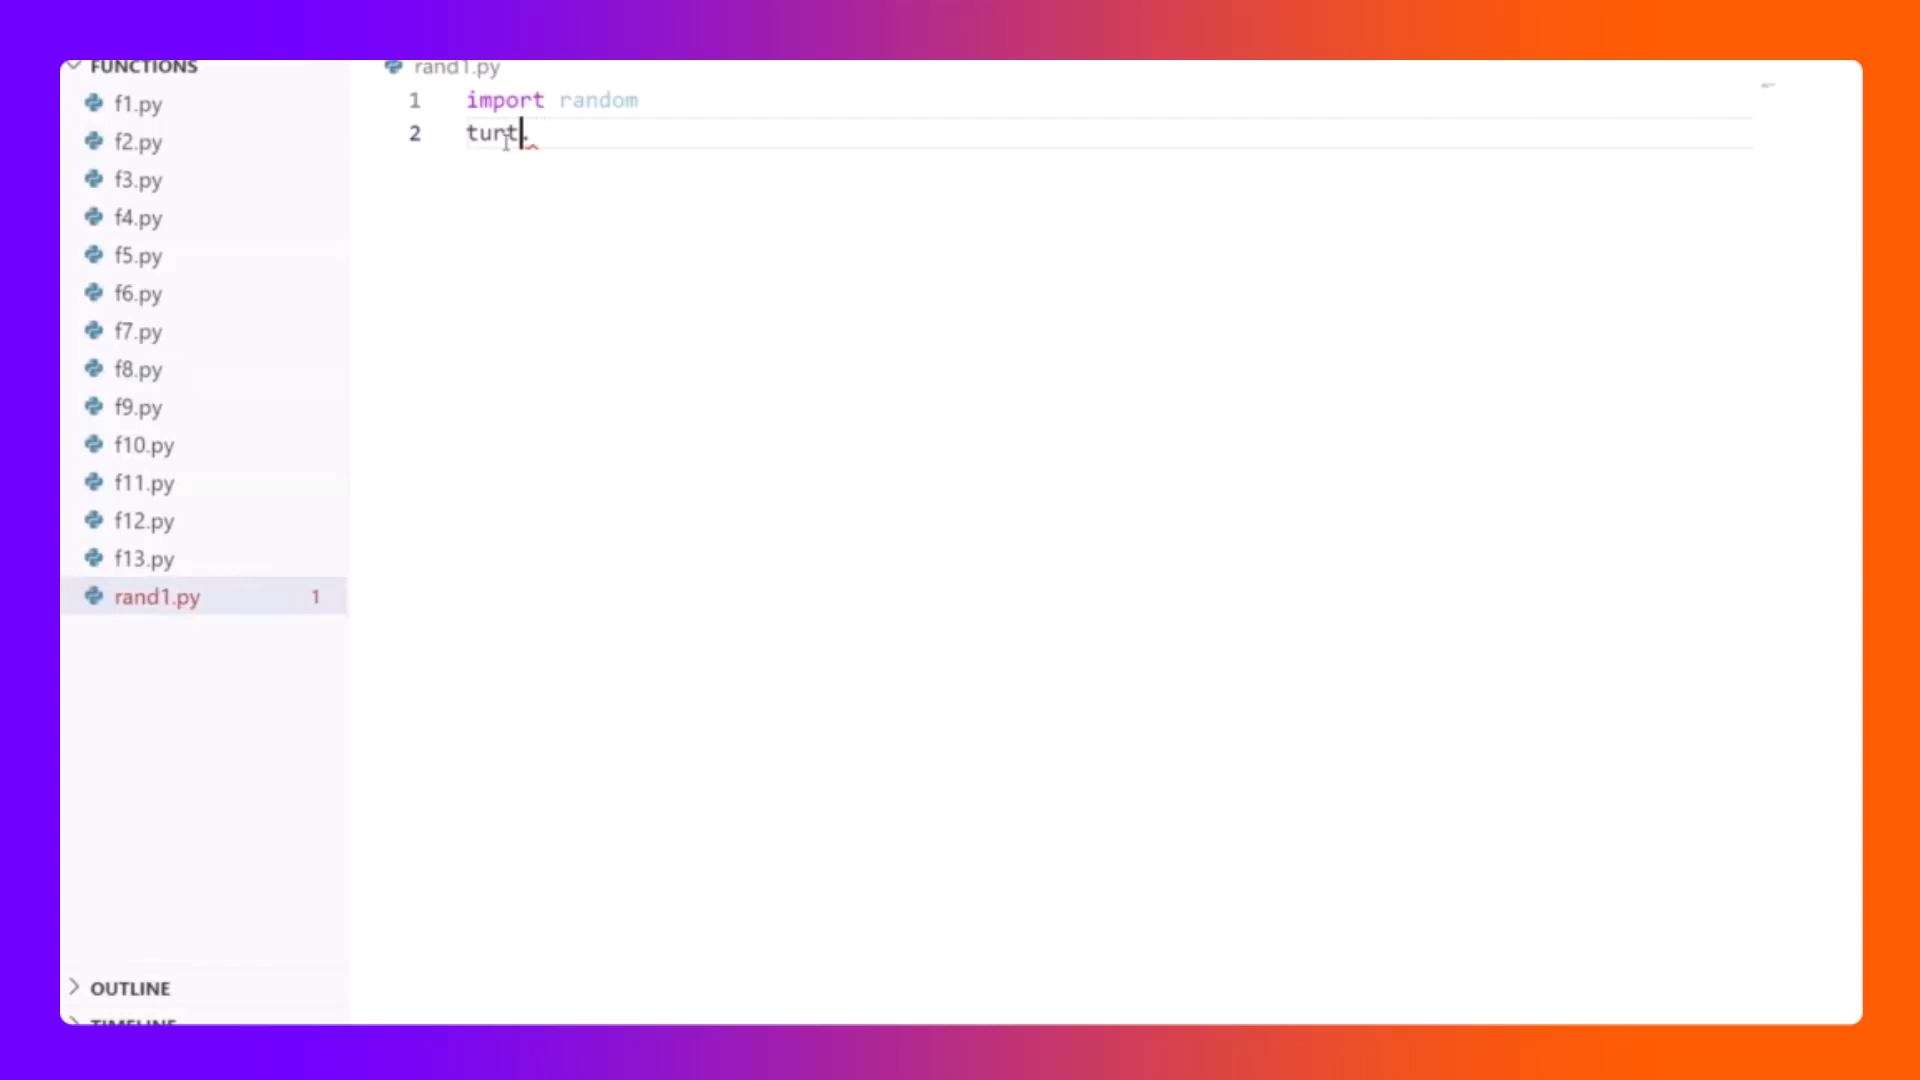 FUNCTIONS
f1.py
f2.py
f3.py
f4.py
f5.py
f6.py
f7.py
f8.py
f9.py
f10.py
f11.py
f12.py
f13.py
rand1.py 1
OUTLINE
TIMELINE
rand1.py
1 import random
2 turt.